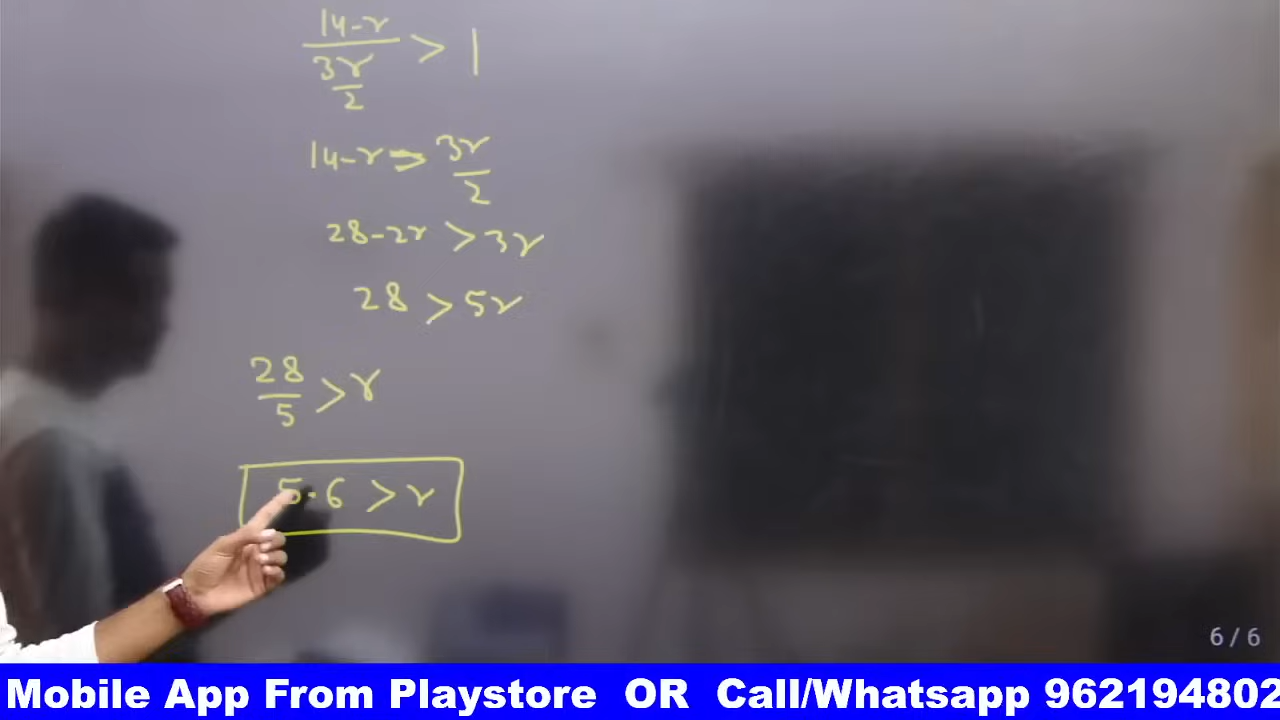 14-r
3r
2
> 1
14-r > 3r/2
28-2r > 3r
28 > 5r
28/5 > r
5.6 > r
6 / 6
Mobile App From Playstore OR Call/Whatsapp 962194802